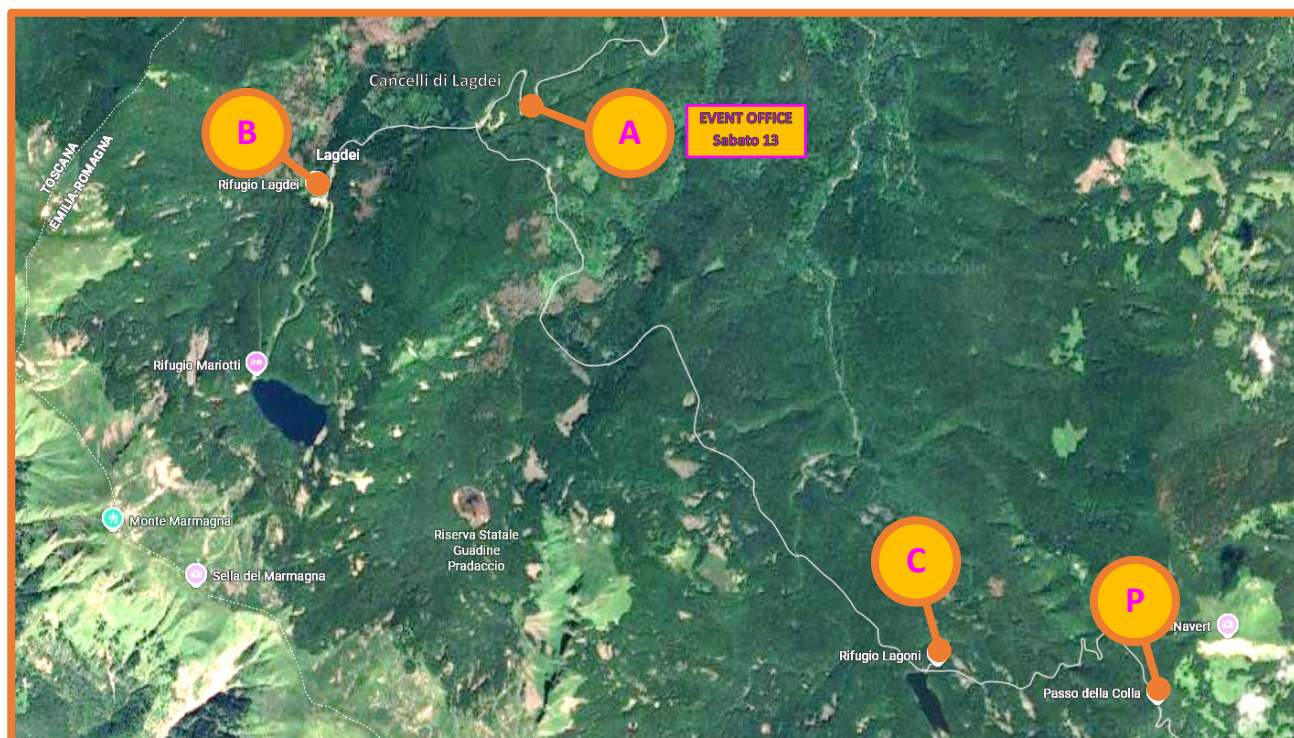 Cancelli di Lagdei
B
A
EVENT OFFICE
Sabato 13
Lagdei
Rifugio Lagdei
TOSCANA
EMILIA-ROMAGNA
Rifugio Mariotti
Monte Marmagna
Riserva Statale
Guadine
Pradaccio
Sella del Marmagna
C
P
Navert
Rifugio Lagoni
Passo della Colla